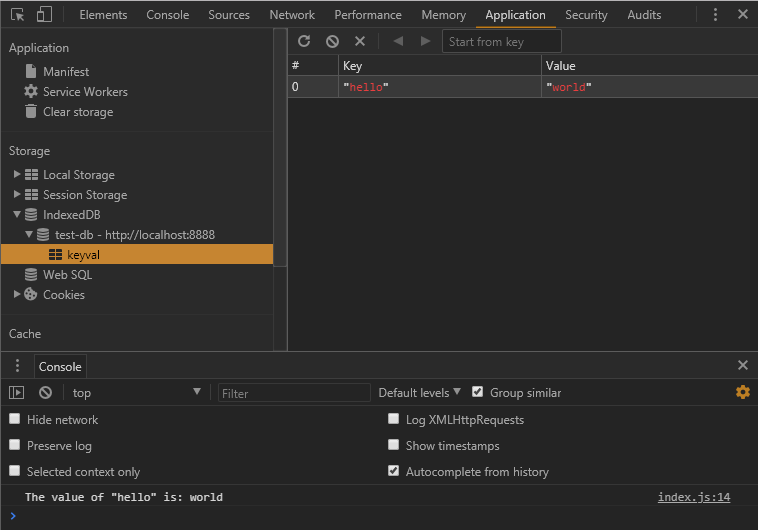 Elements Console Sources Network Performance Memory Application Security Audits
Application
Manifest
Service Workers
Clear storage
Storage
Local Storage
Session Storage
IndexedDB
test-db - http://localhost:8888
keyval
Web SQL
Cookies
Cache
Start from key
# Key Value
0 "hello" "world"
Console
top Filter Default levels Group similar
Hide network Log XMLHttpRequests
Preserve log Show timestamps
Selected context only Autocomplete from history
The value of "hello" is: world index.js:14